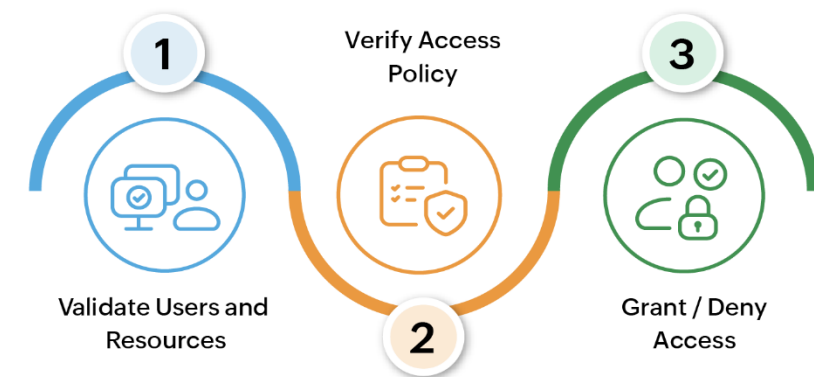 1
Validate Users and
Resources
Verify Access
Policy
2
3
Grant / Deny
Access